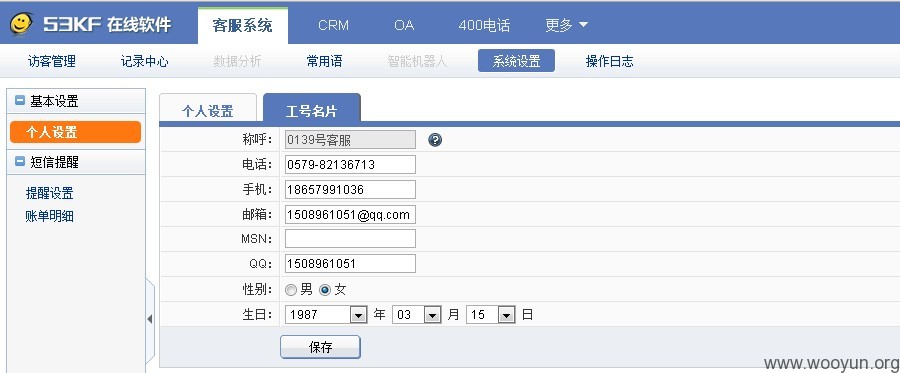 53KF 在线软件 客服系统 CRM OA 400电话 更多
访客管理 记录中心 数据分析 常用语 智能机器人 系统设置 操作日志
基本设置
个人设置
短信提醒
提醒设置
账单明细
个人设置 工号名片
称呼： 0139号客服
电话： 0579-82136713
手机： 18657991036
邮箱： 1508961051@qq.com
MSN：
QQ： 1508961051
性别： 男 女
生日： 1987 年 03 月 15 日
保存
www.wooyun.org